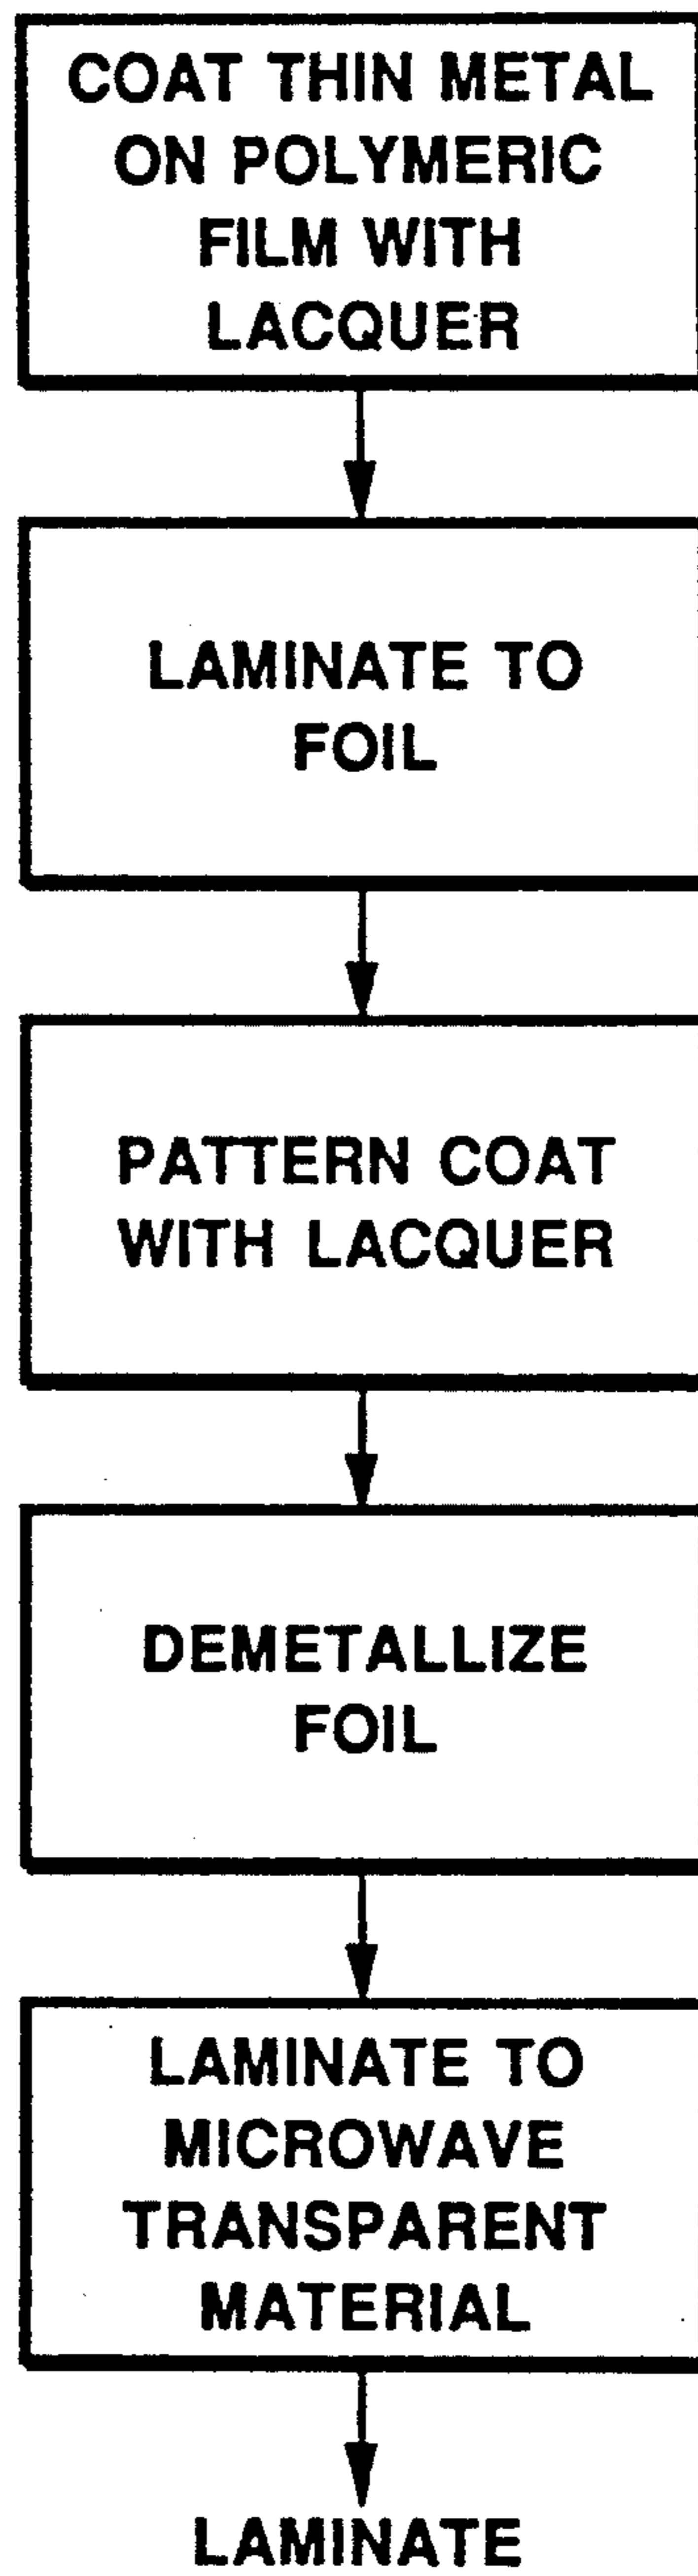 COAT THIN METAL
ON POLYMERIC
FILM WITH
LACQUER
LAMINATE TO
FOIL
PATTERN COAT
WITH LACQUER
DEMETALLIZE
FOIL
LAMINATE TO
MICROWAVE
TRANSPARENT
MATERIAL
LAMINATE